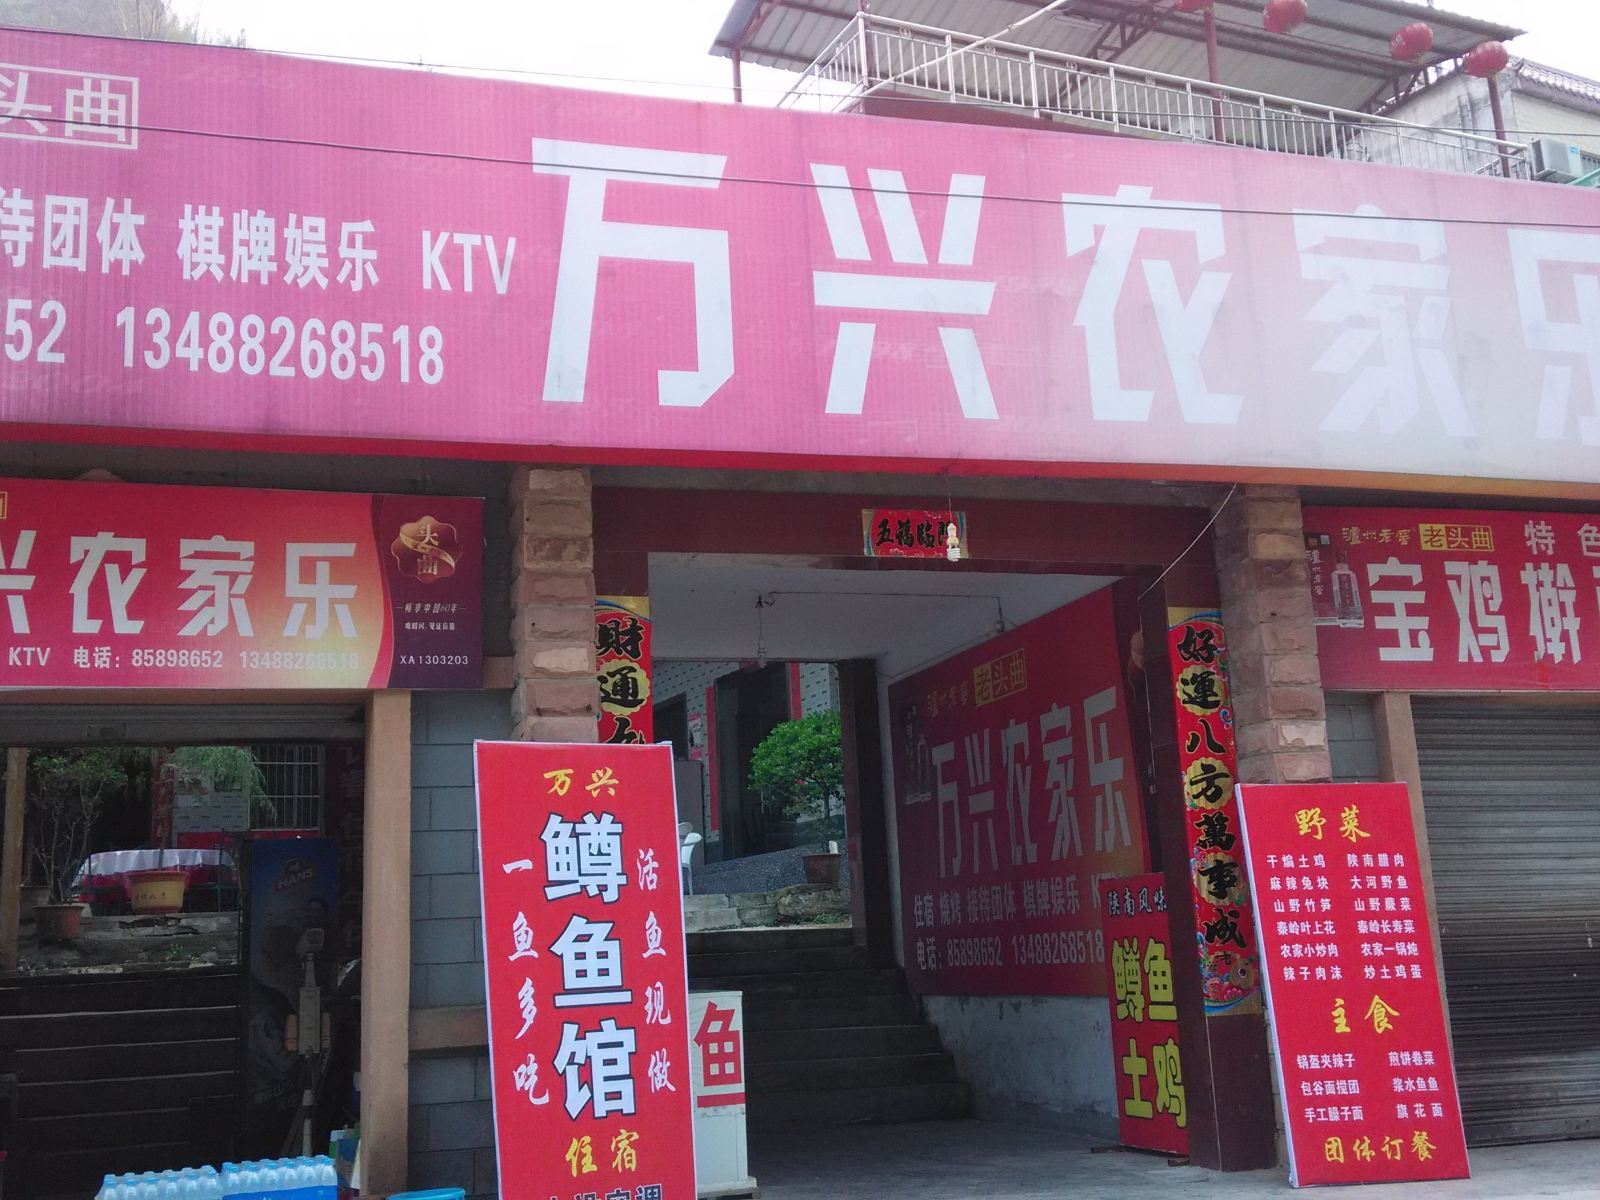 头曲
待团体 棋牌娱乐 KTV
652 13488268518
万兴农家乐
兴农家乐
KTV 电话：85898652 13488268518
头曲
XA1303203
五福临门
财通
好運八方萬事成
泸州老窖 老头曲 特色
宝鸡擀
泸州老窖 老头曲
万兴农家乐
住宿 烧烤 接待团体 棋牌娱乐 KT
电话：85898652 13488268518
陕南风味
鳟鱼
土鸡
万兴
鳟鱼馆
一鱼多吃
活鱼现做
住宿
鱼
HANS
野菜
干煸土鸡 陕南腊肉
麻辣兔块 大河野鱼
山野竹笋 山野蕨菜
秦岭叶上花 秦岭长寿菜
农家小炒肉 农家一锅炖
辣子肉沫 炒土鸡蛋
主食
锅盔夹辣子 煎饼卷菜
包谷面搅团 浆水鱼鱼
手工臊子面 旗花面
团体订餐